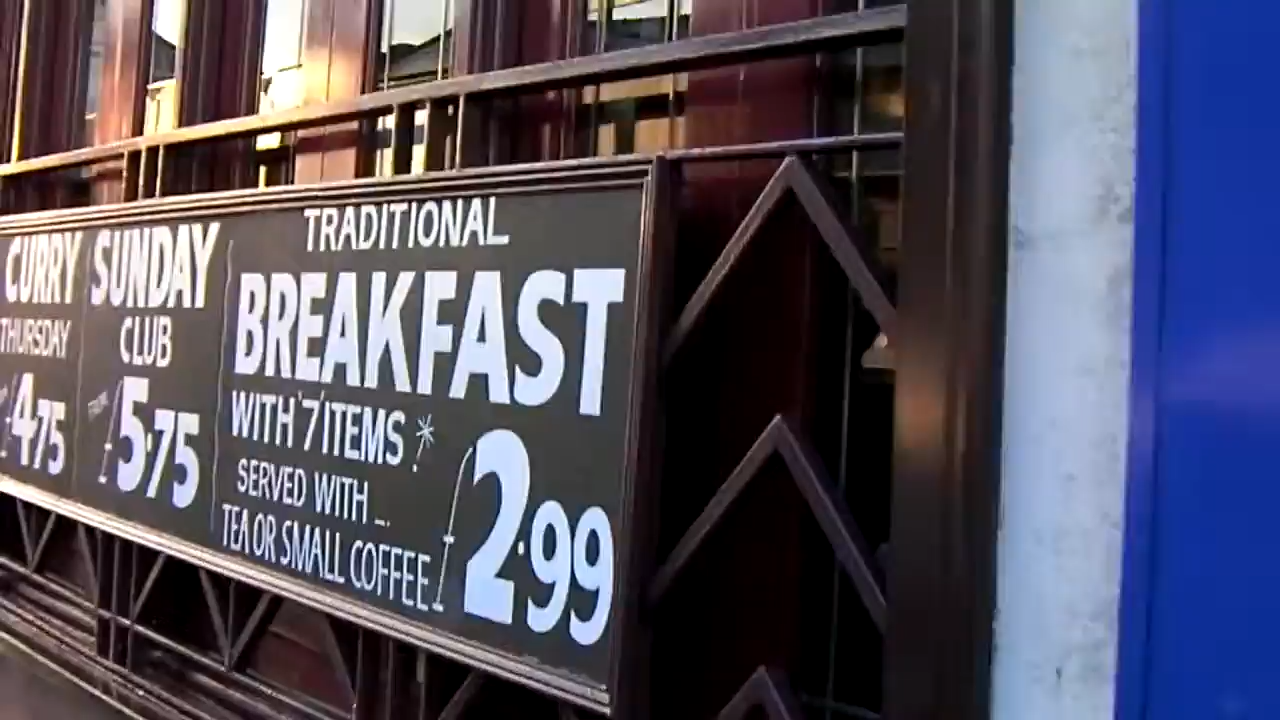 CURRY
THURSDAY
£4.75
SUNDAY
CLUB
FROM
£5.75
TRADITIONAL
BREAKFAST
WITH '7' ITEMS *
SERVED WITH ...
TEA OR SMALL COFFEE
£2.99